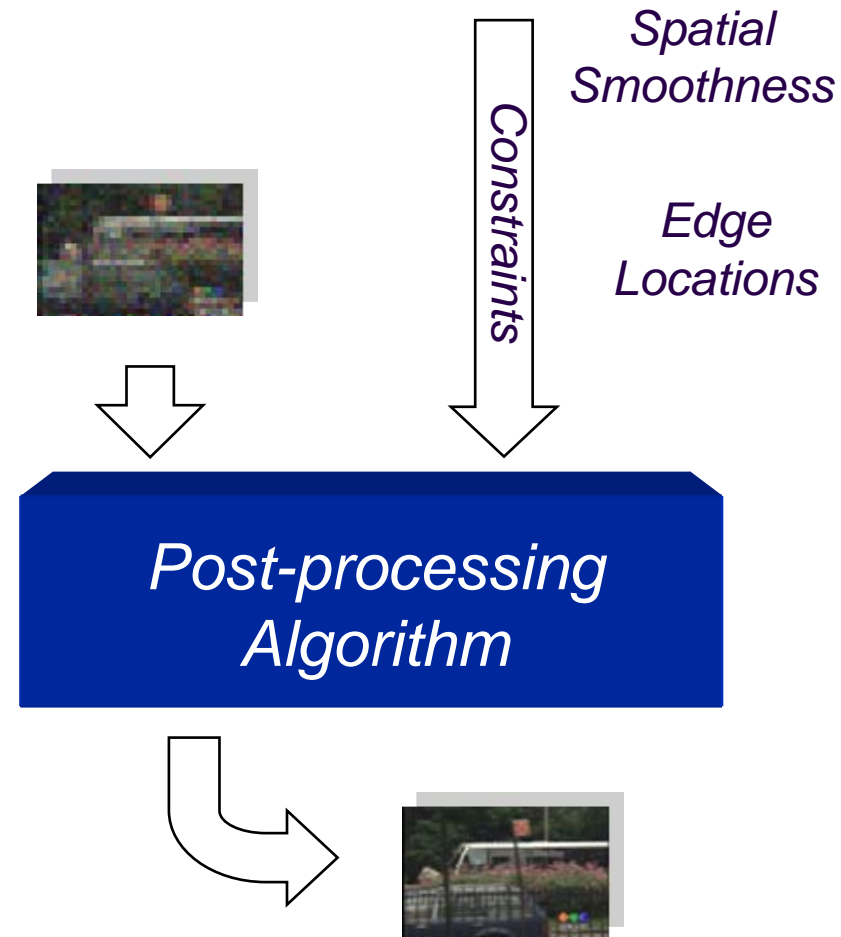 Spatial
Smoothness
Constraints
Edge
Locations
Post-processing
Algorithm